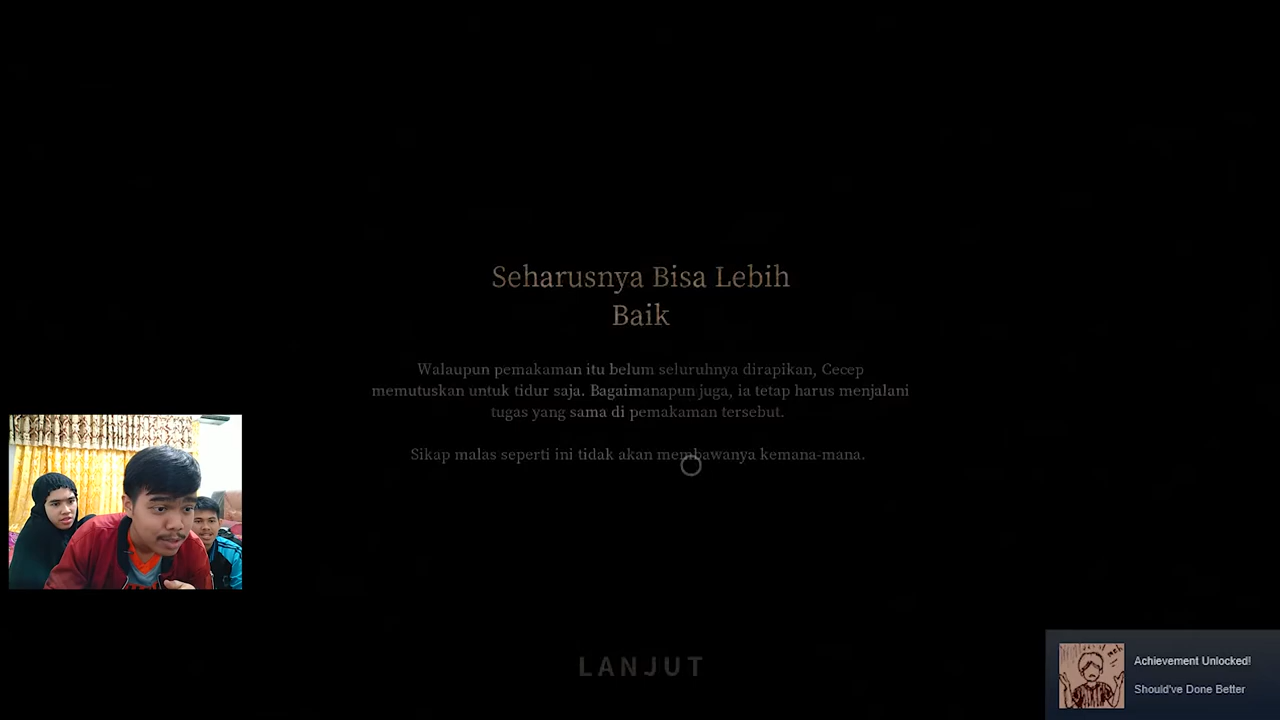 Seharusnya Bisa Lebih
Baik
Walaupun pemakaman itu belum seluruhnya dirapikan, Cecep
memutuskan untuk tidur saja. Bagaimanapun juga, ia tetap harus menjalani
tugas yang sama di pemakaman tersebut.
Sikap malas seperti ini tidak akan membawanya kemana-mana.
LANJUT
Achievement Unlocked!
Should've Done Better